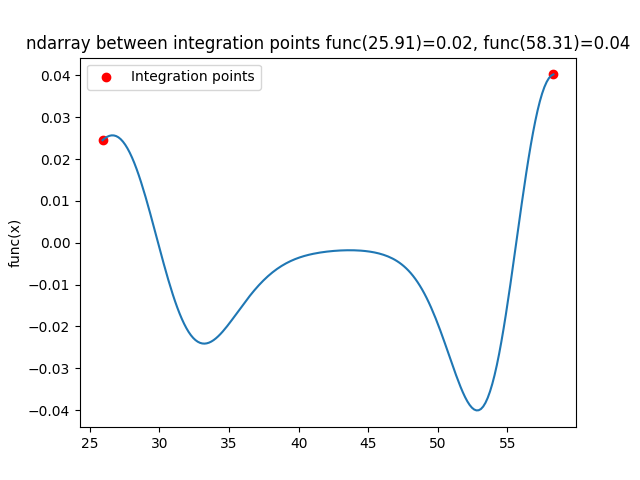 ndarray between integration points func(25.91)=0.02, func(58.31)=0.04
Integration points
func(x)
0.04
0.03
0.02
0.01
0.00
−0.01
−0.02
−0.03
−0.04
25 30 35 40 45 50 55